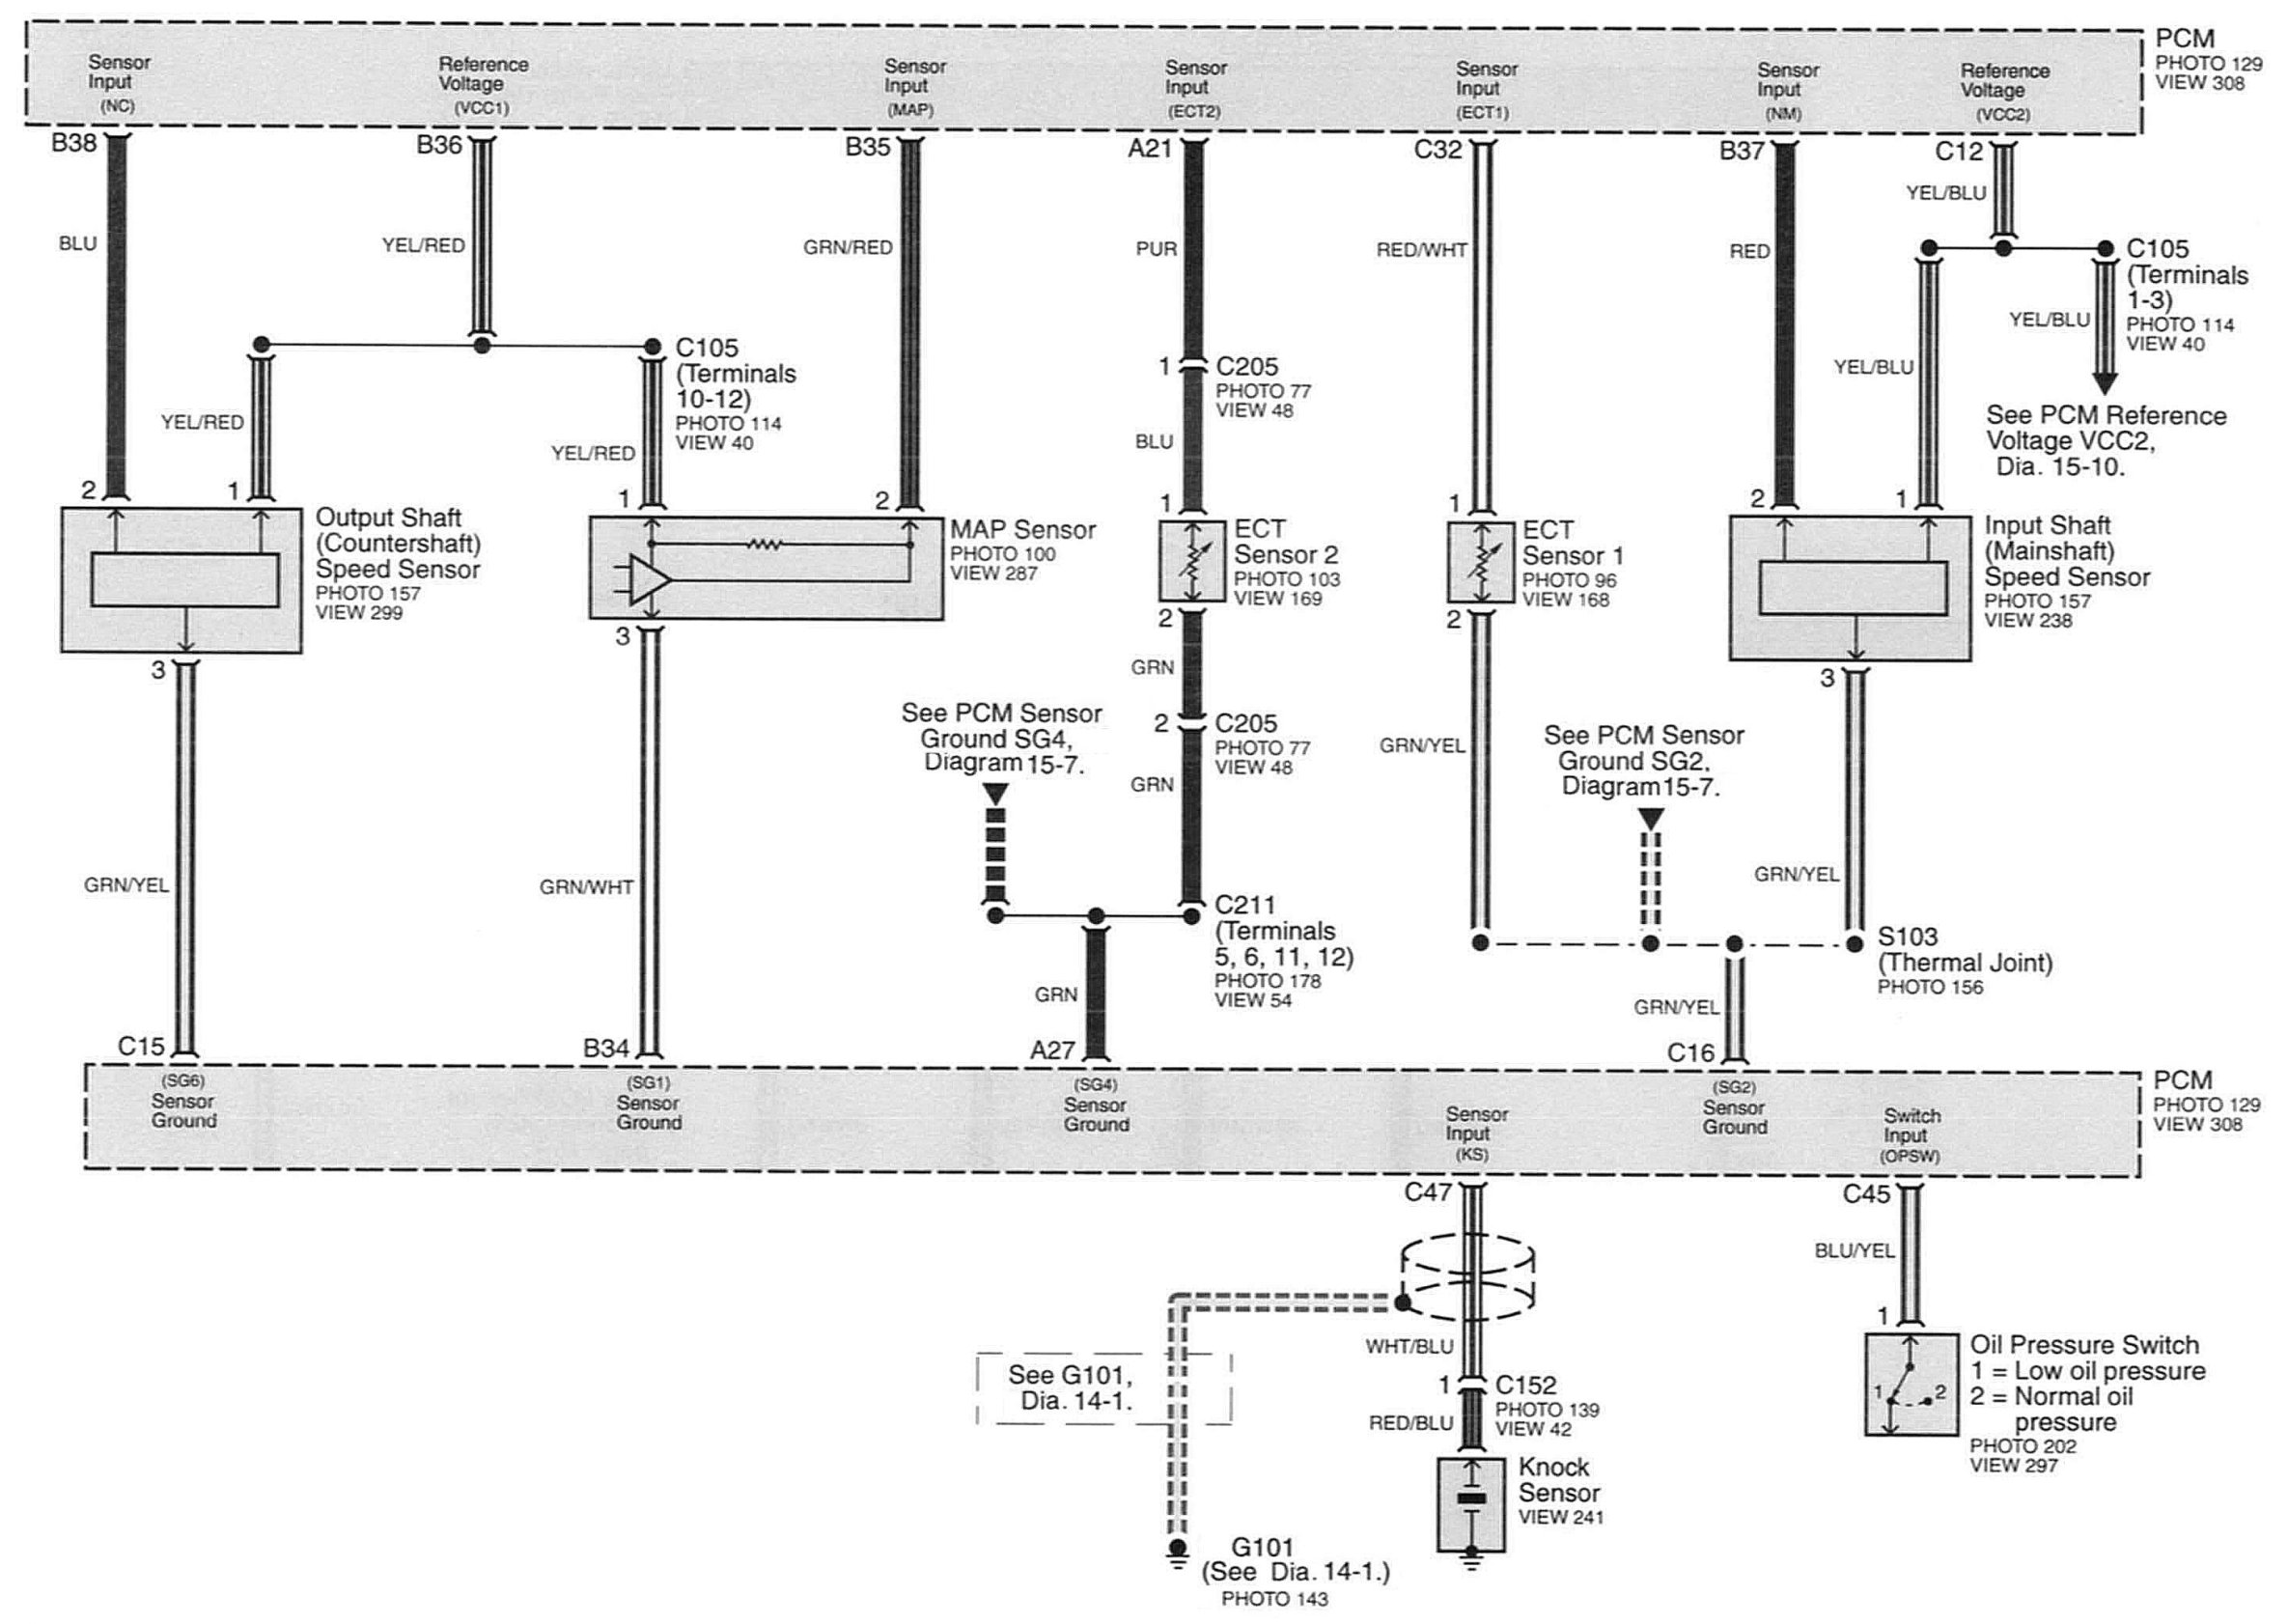 PCM
PHOTO 129
VIEW 308
Sensor
Input
(NC)
Reference
Voltage
(VCC1)
Sensor
Input
(MAP)
Sensor
Input
(ECT2)
Sensor
Input
(ECT1)
Sensor
Input
(NM)
Reference
Voltage
(VCC2)
B38
B36
B35
A21
C32
B37
C12
BLU
YEL/RED
GRN/RED
PUR
RED/WHT
RED
YEL/BLU
C105
(Terminals
1-3)
PHOTO 114
VIEW 40
YEL/BLU
YEL/BLU
See PCM Reference
Voltage VCC2,
Dia. 15-10.
C105
(Terminals
10-12)
PHOTO 114
VIEW 40
YEL/RED
YEL/RED
1
C205
PHOTO 77
VIEW 48
BLU
2
1
1
2
1
1
2
1
Output Shaft
(Countershaft)
Speed Sensor
PHOTO 157
VIEW 299
MAP Sensor
PHOTO 100
VIEW 287
ECT
Sensor 2
PHOTO 103
VIEW 169
ECT
Sensor 1
PHOTO 96
VIEW 168
Input Shaft
(Mainshaft)
Speed Sensor
PHOTO 157
VIEW 238
3
3
2
2
3
GRN
2
C205
PHOTO 77
VIEW 48
GRN
See PCM Sensor
Ground SG4,
Diagram 15-7.
GRN/YEL
See PCM Sensor
Ground SG2.
Diagram15-7.
GRN/YEL
GRN/WHT
GRN/YEL
C211
(Terminals
5, 6, 11, 12)
PHOTO 178
VIEW 54
S103
(Thermal Joint)
PHOTO 156
GRN
GRN/YEL
C15
B34
A27
C16
PCM
PHOTO 129
VIEW 308
(SG6)
Sensor
Ground
(SG1)
Sensor
Ground
(SG4)
Sensor
Ground
Sensor
Input
(KS)
(SG2)
Sensor
Ground
Switch
Input
(OPSW)
C47
C45
BLU/YEL
1
WHT/BLU
1
C152
PHOTO 139
VIEW 42
RED/BLU
See G101,
Dia. 14-1.
1
2
Oil Pressure Switch
1 = Low oil pressure
2 = Normal oil
pressure
PHOTO 202
VIEW 297
Knock
Sensor
VIEW 241
G101
(See Dia. 14-1.)
PHOTO 143